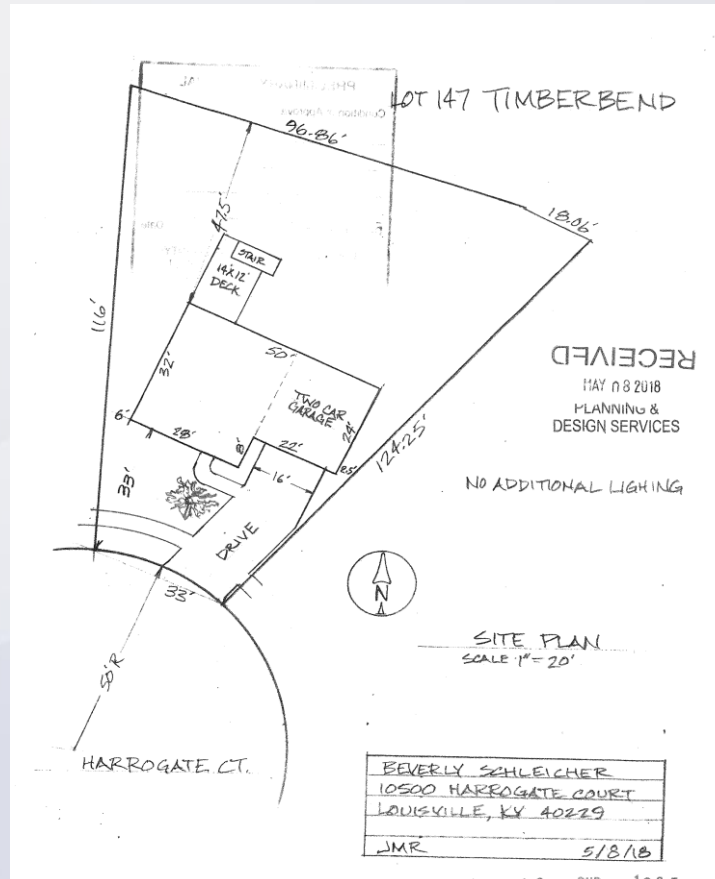 LOT 147 TIMBERBEND
96.86'
18.06'
47.5'
STAIR
14'X12'
DECK
116'
32'
50'
TWO CAR
GARAGE
24'
6'
28'
8'
22'
2.5'
124.25'
16'
33'
DRIVE
33'
50'R
HARROGATE CT.
RECEIVED
MAY 08 2018
PLANNING &
DESIGN SERVICES
NO ADDITIONAL LIGHING
N
SITE PLAN
SCALE 1"=20'
BEVERLY SCHLEICHER
10500 HARROGATE COURT
LOUISVILLE, KY 40229
JMR 5/8/18